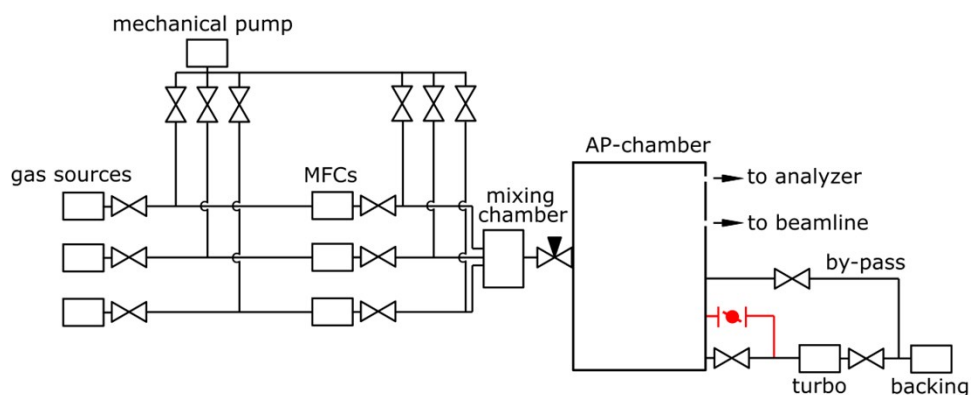 mechanical pump
AP-chamber
gas sources
MFCs
mixing
chamber
to analyzer
to beamline
by-pass
turbo
backing